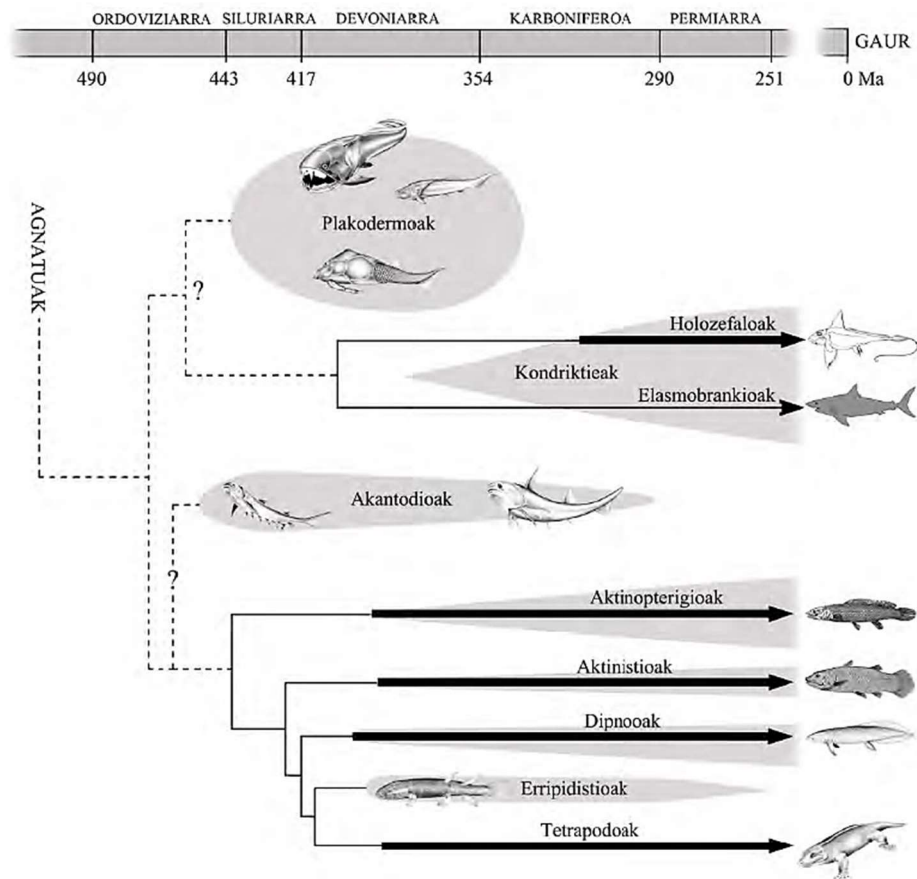 ORDOVIZIARRA SILURIARRA DEVONIARRA KARBONIFEROA PERMIARRA
GAUR
490 443 417 354 290 251 0 Ma
AGNATUAK
Plakodermoak
?
Holozefaloak
Kondriktieak
Elasmobrankioak
Akantodioak
?
Aktinopterigioak
Aktinistioak
Dipnooak
Erripidistioak
Tetrapodoak